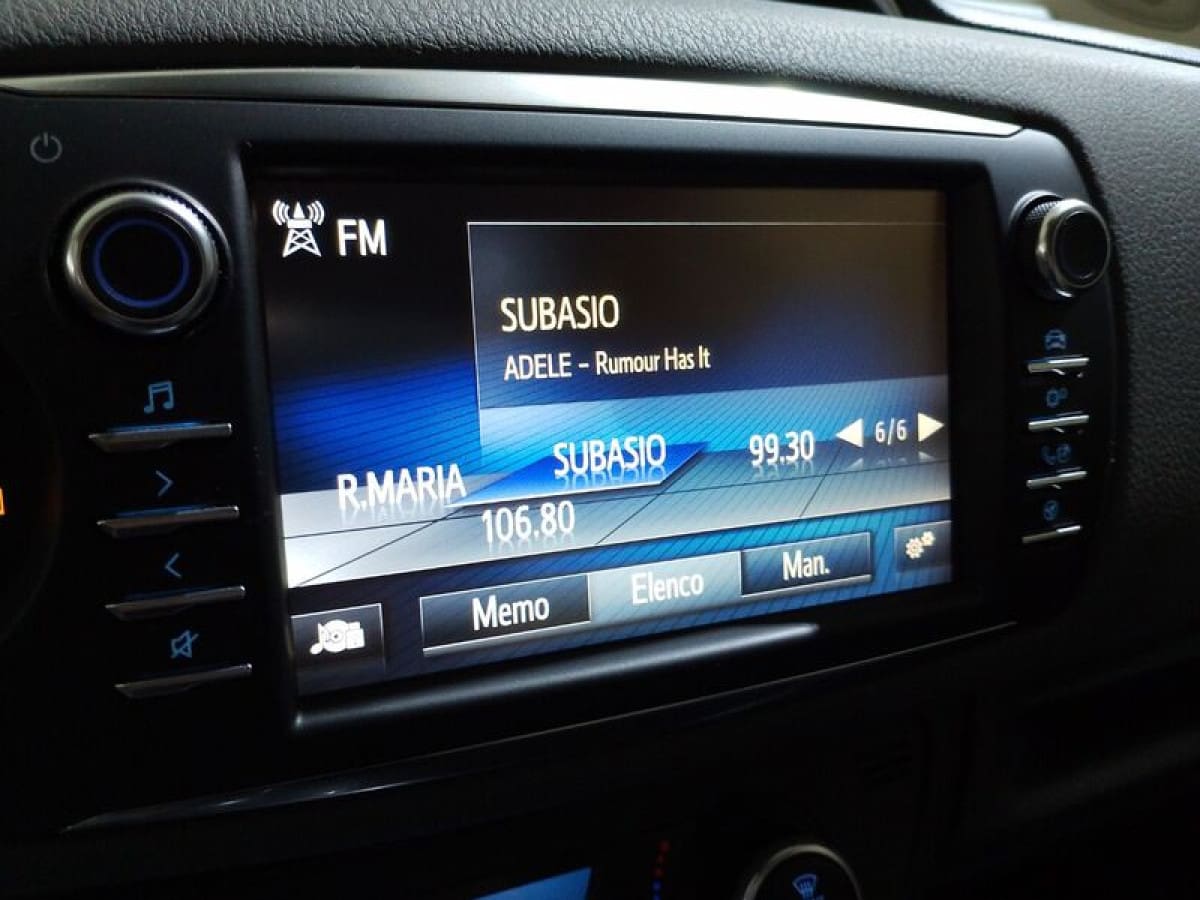 FM
SUBASIO
ADELE – Rumour Has It
R.MARIA SUBASIO 99.30 6/6
106.80
Memo Elenco Man.